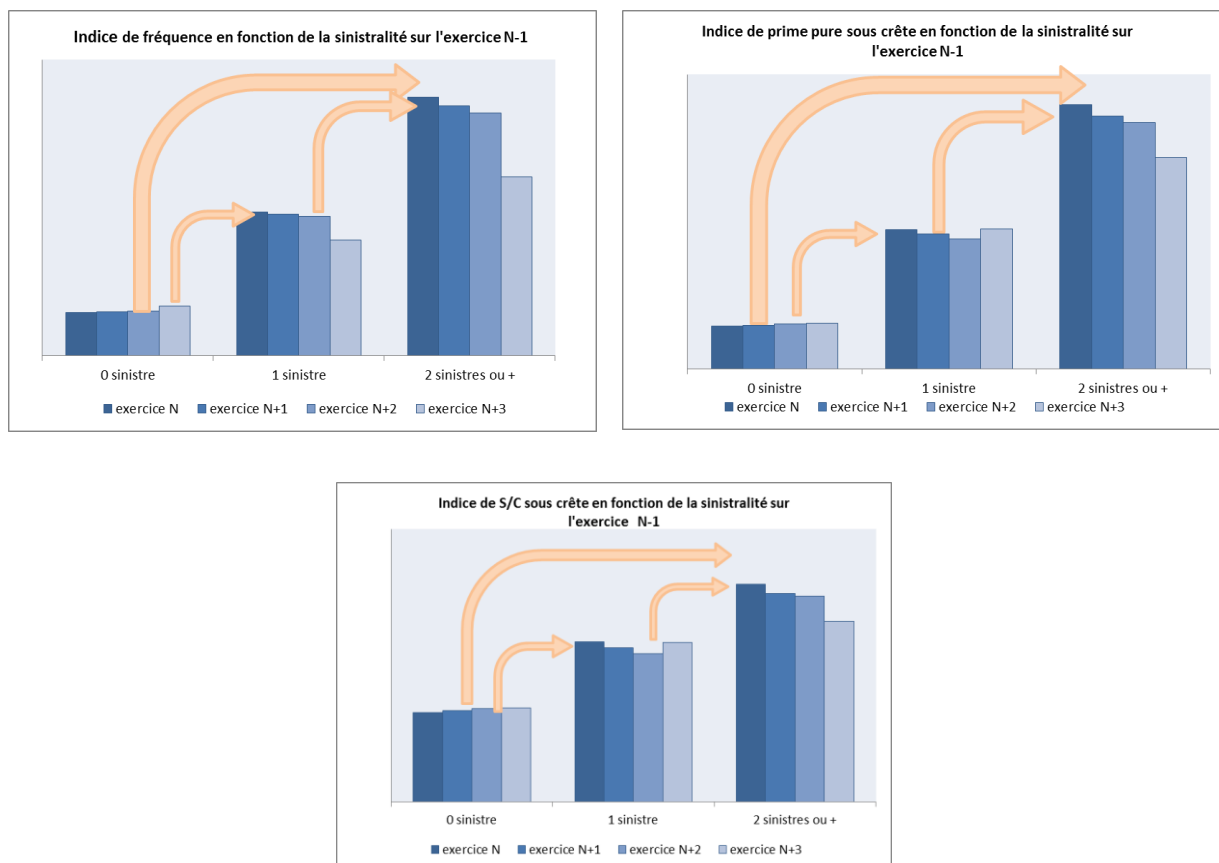 Indice de fréquence en fonction de la sinistralité sur l'exercice N-1
0 sinistre 1 sinistre 2 sinistres ou +
exercice N exercice N+1 exercice N+2 exercice N+3
Indice de prime pure sous crête en fonction de la sinistralité sur
l'exercice N-1
0 sinistre 1 sinistre 2 sinistres ou +
exercice N exercice N+1 exercice N+2 exercice N+3
Indice de S/C sous crête en fonction de la sinistralité sur
l'exercice N-1
0 sinistre 1 sinistre 2 sinistres ou +
exercice N exercice N+1 exercice N+2 exercice N+3